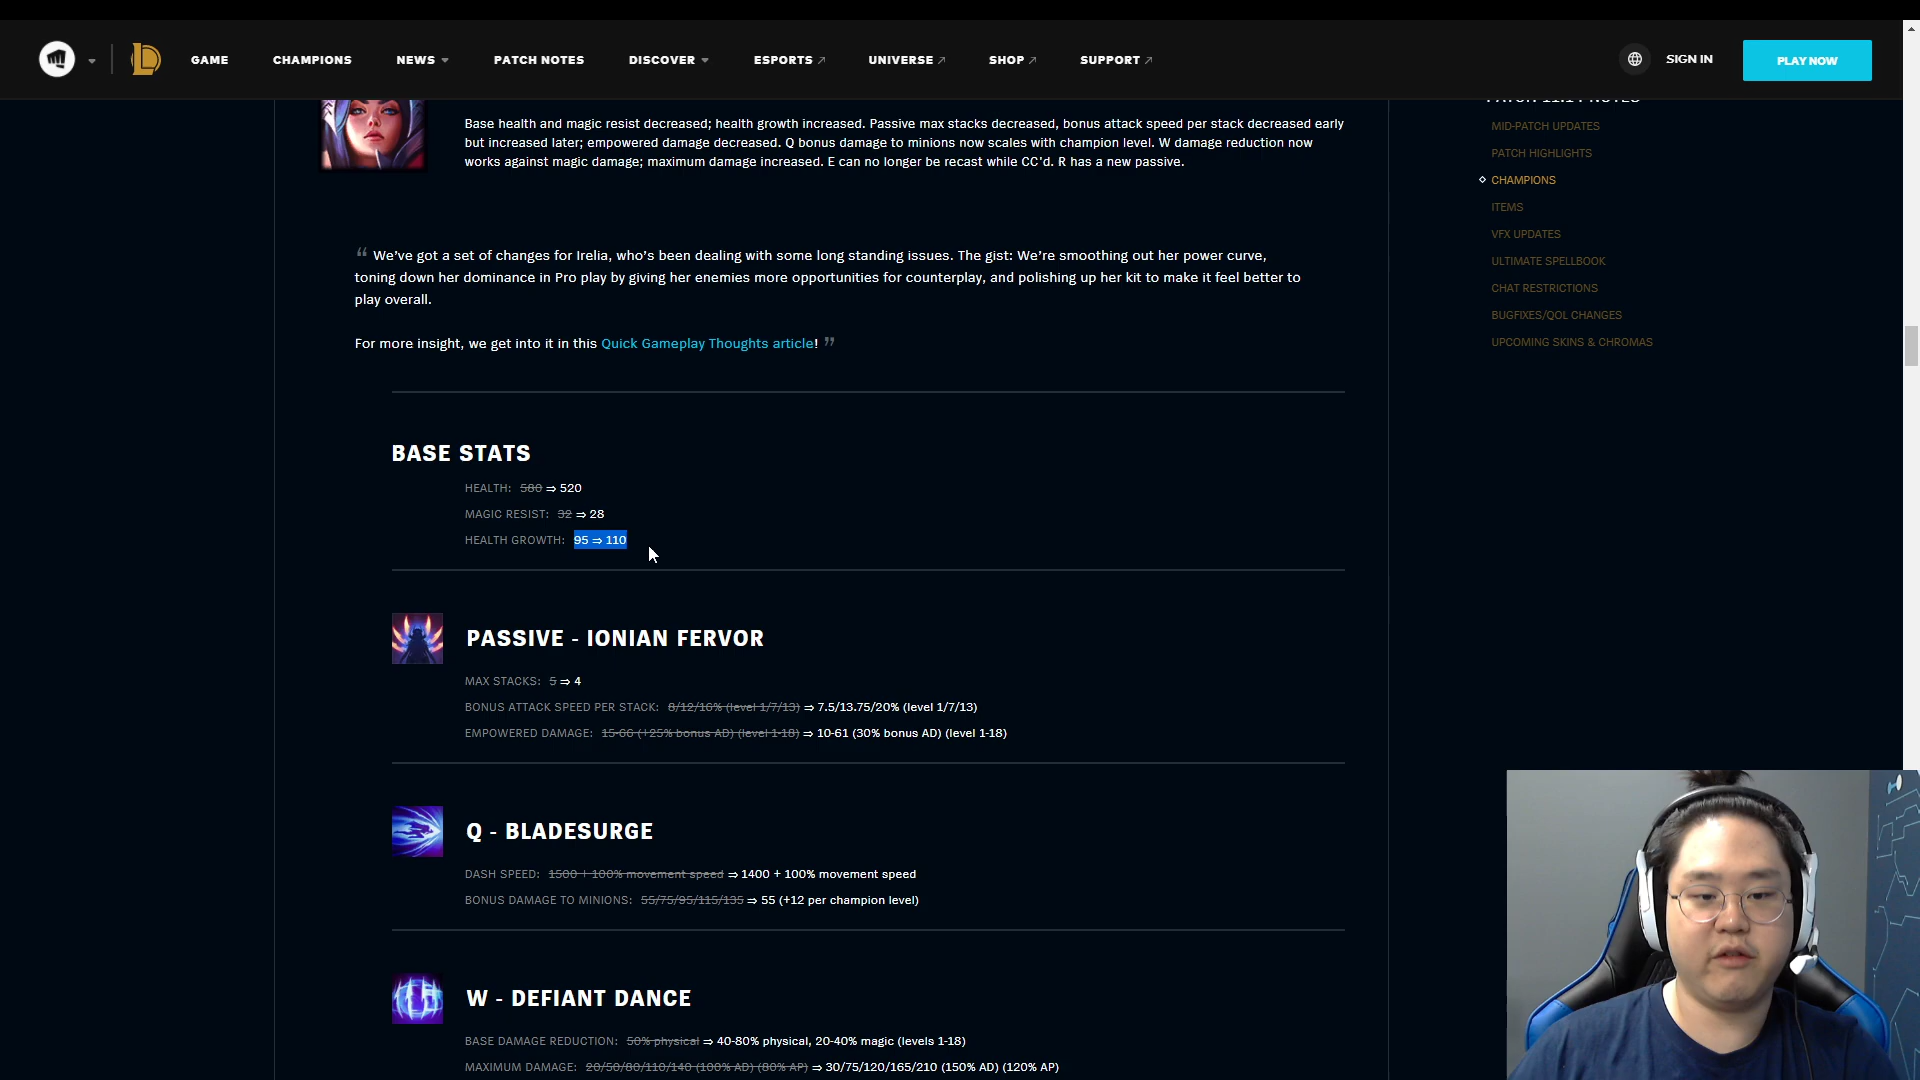 GAME
CHAMPIONS
NEWS
PATCH NOTES
DISCOVER
ESPORTS
UNIVERSE
SHOP
SUPPORT
SIGN IN
PLAY NOW
Base health and magic resist decreased; health growth increased. Passive max stacks decreased, bonus attack speed per stack decreased early
but increased later; empowered damage decreased. Q bonus damage to minions now scales with champion level. W damage reduction now
works against magic damage; maximum damage increased. E can no longer be recast while CC'd. R has a new passive.
“ We’ve got a set of changes for Irelia, who’s been dealing with some long standing issues. The gist: We’re smoothing out her power curve,
toning down her dominance in Pro play by giving her enemies more opportunities for counterplay, and polishing up her kit to make it feel better to
play overall.
For more insight, we get into it in this Quick Gameplay Thoughts article! ”
BASE STATS
HEALTH: 580 ⇒ 520
MAGIC RESIST: 32 ⇒ 28
HEALTH GROWTH: 95 ⇒ 110
PASSIVE - IONIAN FERVOR
MAX STACKS: 5 ⇒ 4
BONUS ATTACK SPEED PER STACK: 8/12/16% (level 1/7/13) ⇒ 7.5/13.75/20% (level 1/7/13)
EMPOWERED DAMAGE: 15-66 (+25% bonus AD) (level 1-18) ⇒ 10-61 (30% bonus AD) (level 1-18)
Q - BLADESURGE
DASH SPEED: 1500 + 100% movement speed ⇒ 1400 + 100% movement speed
BONUS DAMAGE TO MINIONS: 55/75/95/115/135 ⇒ 55 (+12 per champion level)
W - DEFIANT DANCE
BASE DAMAGE REDUCTION: 50% physical ⇒ 40-80% physical, 20-40% magic (levels 1-18)
MAXIMUM DAMAGE: 20/50/80/110/140 (100% AD) (80% AP) ⇒ 30/75/120/165/210 (150% AD) (120% AP)
PATCH 11.14 NOTES
MID-PATCH UPDATES
PATCH HIGHLIGHTS
CHAMPIONS
ITEMS
VFX UPDATES
ULTIMATE SPELLBOOK
CHAT RESTRICTIONS
BUGFIXES/QOL CHANGES
UPCOMING SKINS & CHROMAS